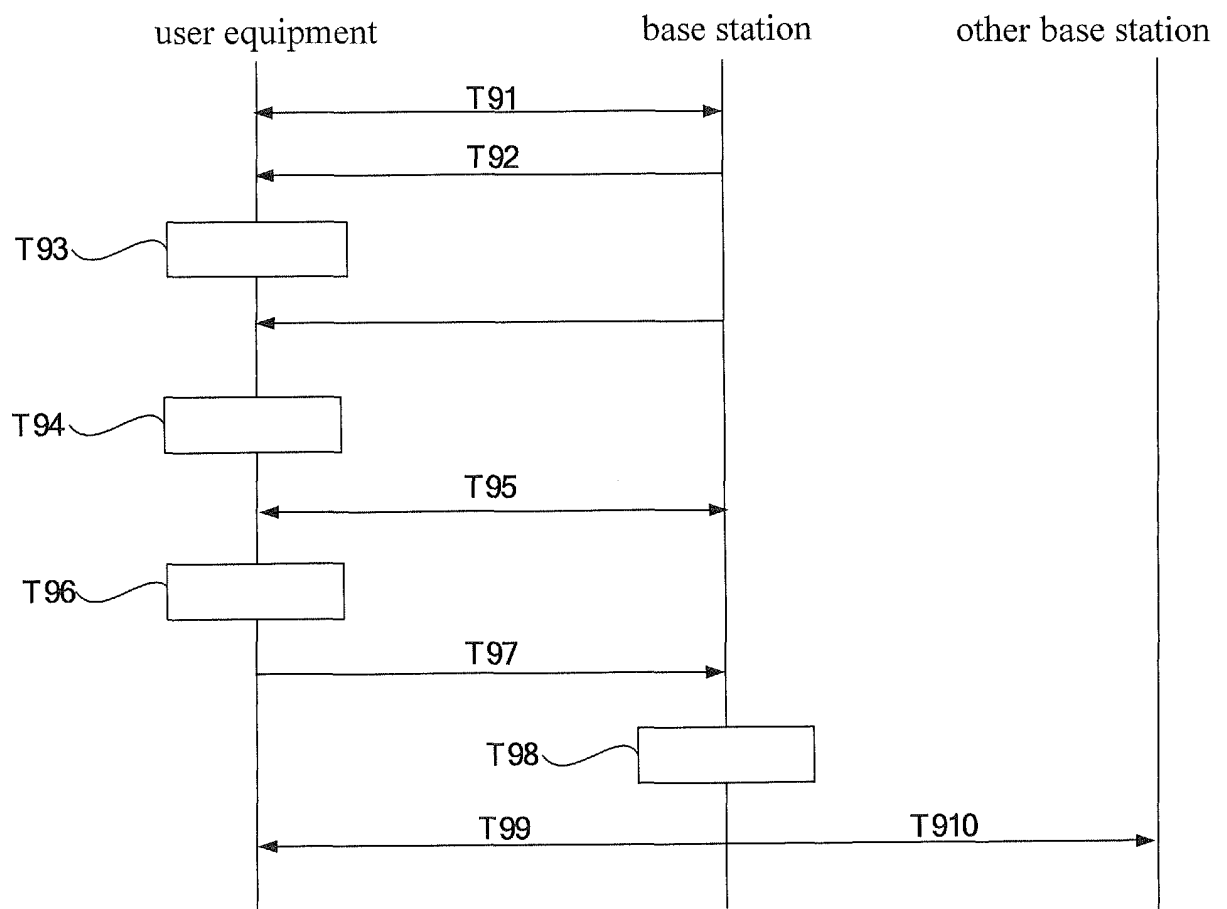 user equipment
base station
other base station
T91
T92
T93
T94
T95
T96
T97
T98
T99
T910